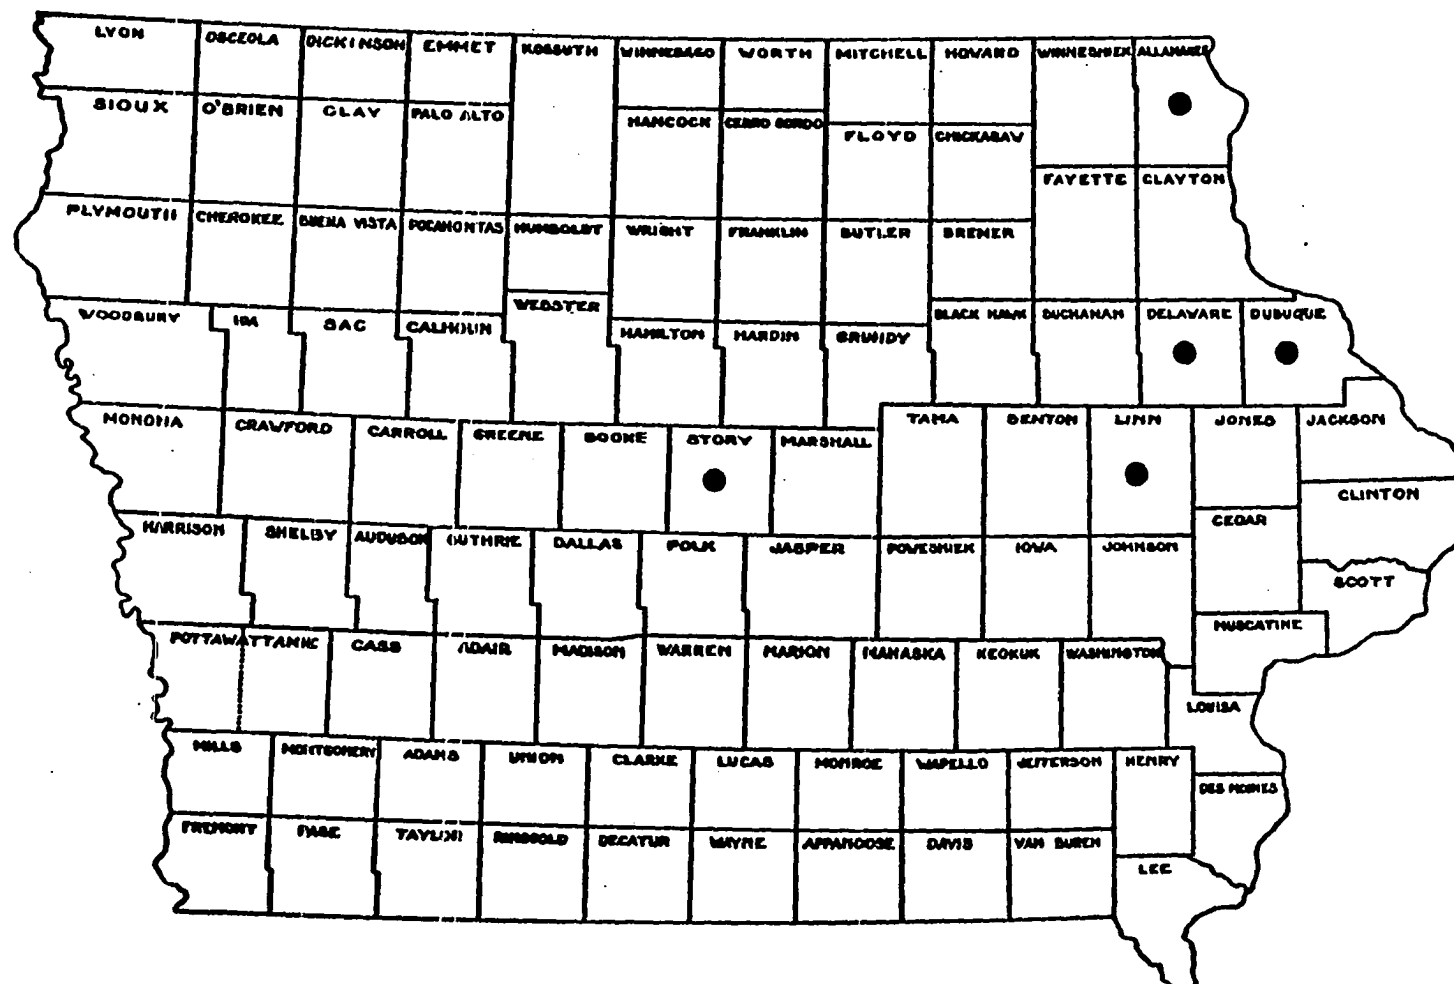 LYON OSCEOLA DICKINSON EMMET KOSSUTH WINNEBAGO WORTH MITCHELL HOWARD WINNESHIEK ALLAMAKEE
SIOUX O'BRIEN CLAY PALO ALTO HANCOCK CERRO GORDO FLOYD CHICKASAW
FAYETTE CLAYTON
PLYMOUTH CHEROKEE BUENA VISTA POCAHONTAS HUMBOLDT WRIGHT FRANKLIN BUTLER BREMER
WOODBURY IDA SAC CALHOUN WEBSTER HAMILTON HARDIN GRUNDY BLACK HAWK BUCHANAN DELAWARE DUBUQUE
MONONA CRAWFORD CARROLL GREENE BOONE STORY MARSHALL TAMA BENTON LINN JONES JACKSON
CLINTON
HARRISON SHELBY AUDUBON GUTHRIE DALLAS POLK JASPER POWESHIEK IOWA JOHNSON CEDAR
SCOTT
MUSCATINE
POTTAWATTAMIE CASS ADAIR MADISON WARREN MARION MAHASKA KEOKUK WASHINGTON
LOUISA
MILLS MONTGOMERY ADAMS UNION CLARKE LUCAS MONROE WAPELLO JEFFERSON HENRY
DES MOINES
FREMONT PAGE TAYLOR RINGGOLD DECATUR WAYNE APPANOOSE DAVIS VAN BUREN
LEE